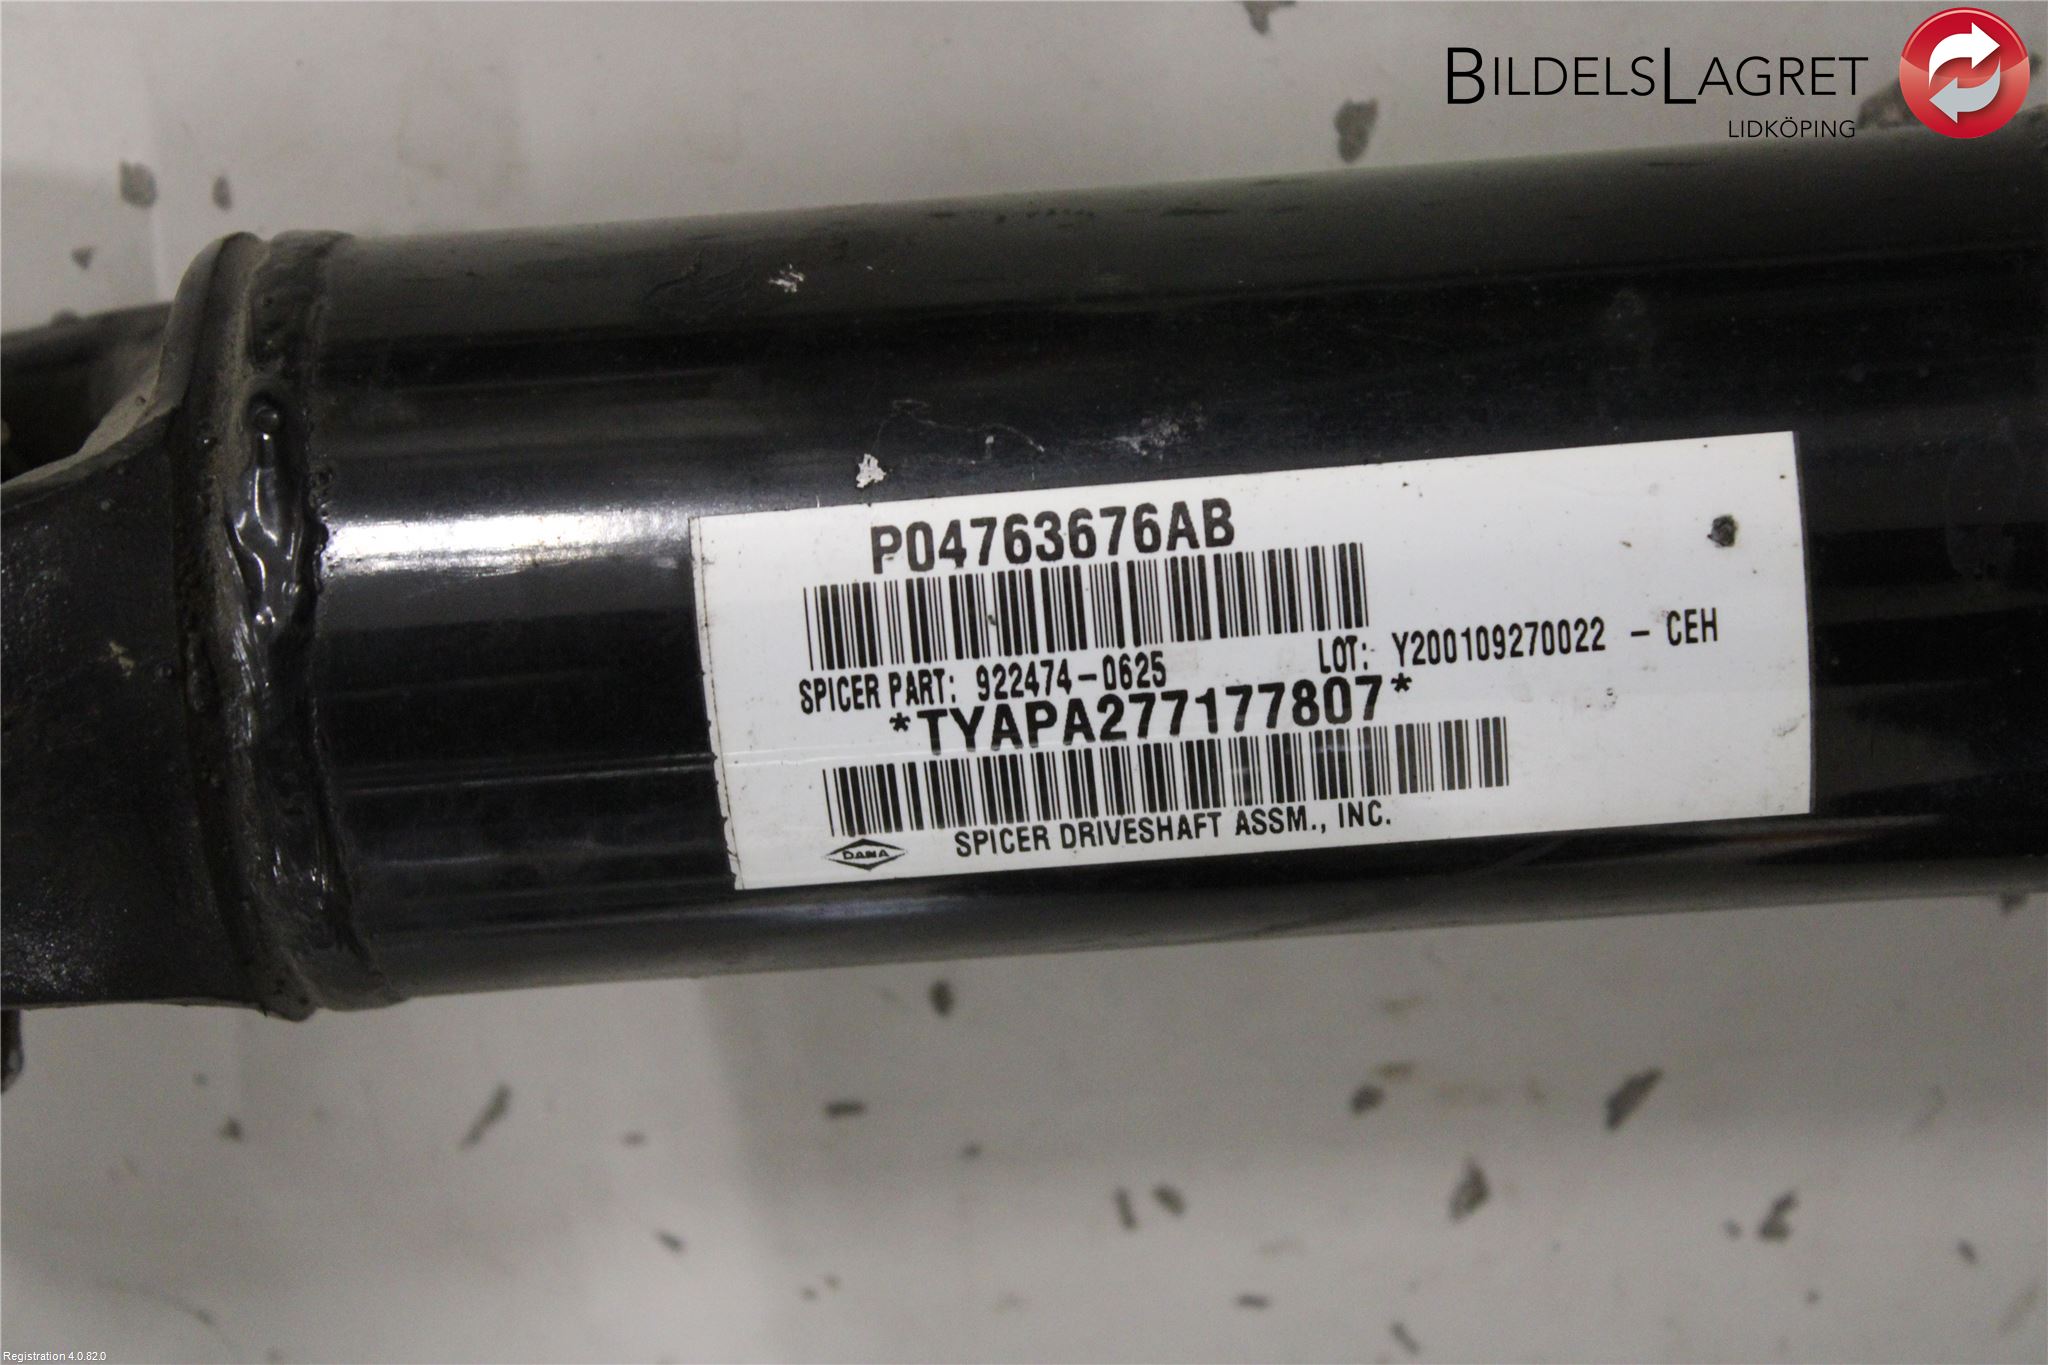 BILDELSLAGRET
LIDKÖPING
P04763676AB
SPICER PART: 922474-0625 LOT: Y200109270022 - CEH
*TYAPA277177807*
SPICER DRIVESHAFT ASSM., INC.
DANA
Registration 4.0.82.0